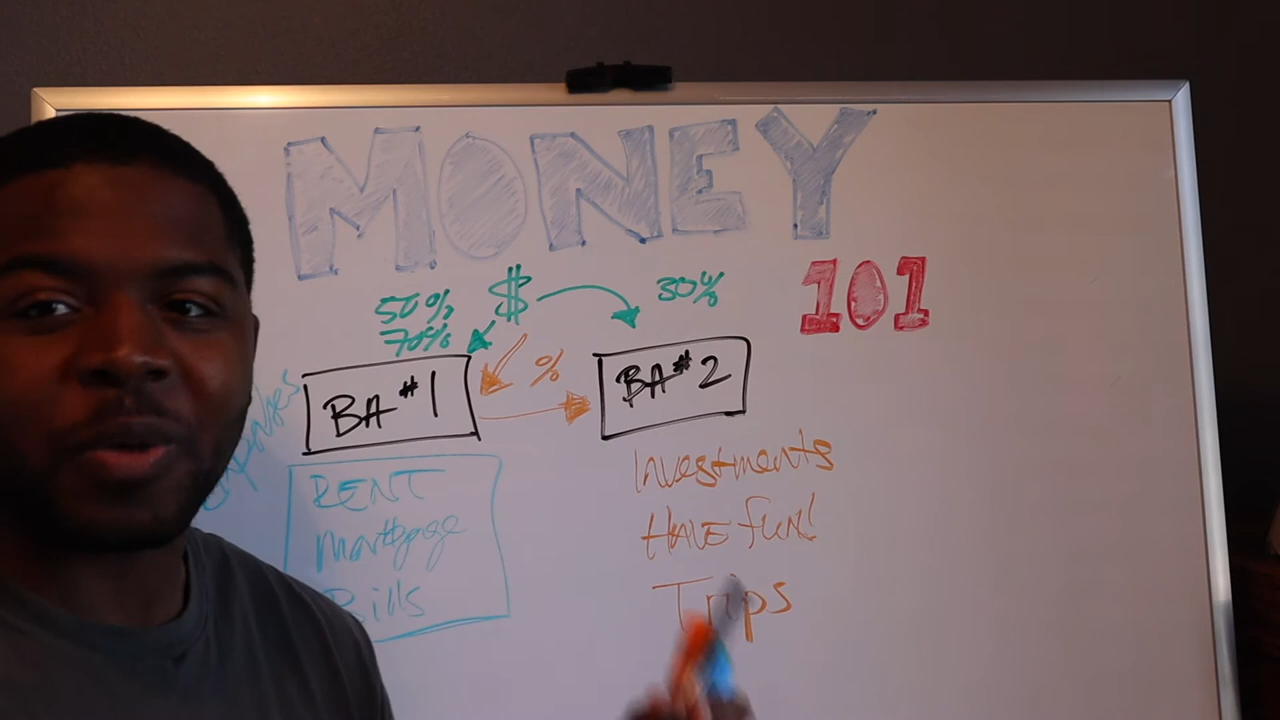 MONEY
101
50% $ 30%
70%
%
BA #1
BA #2
RENT
Mortgage
Bills
Investments
HAVE fun!
Trips